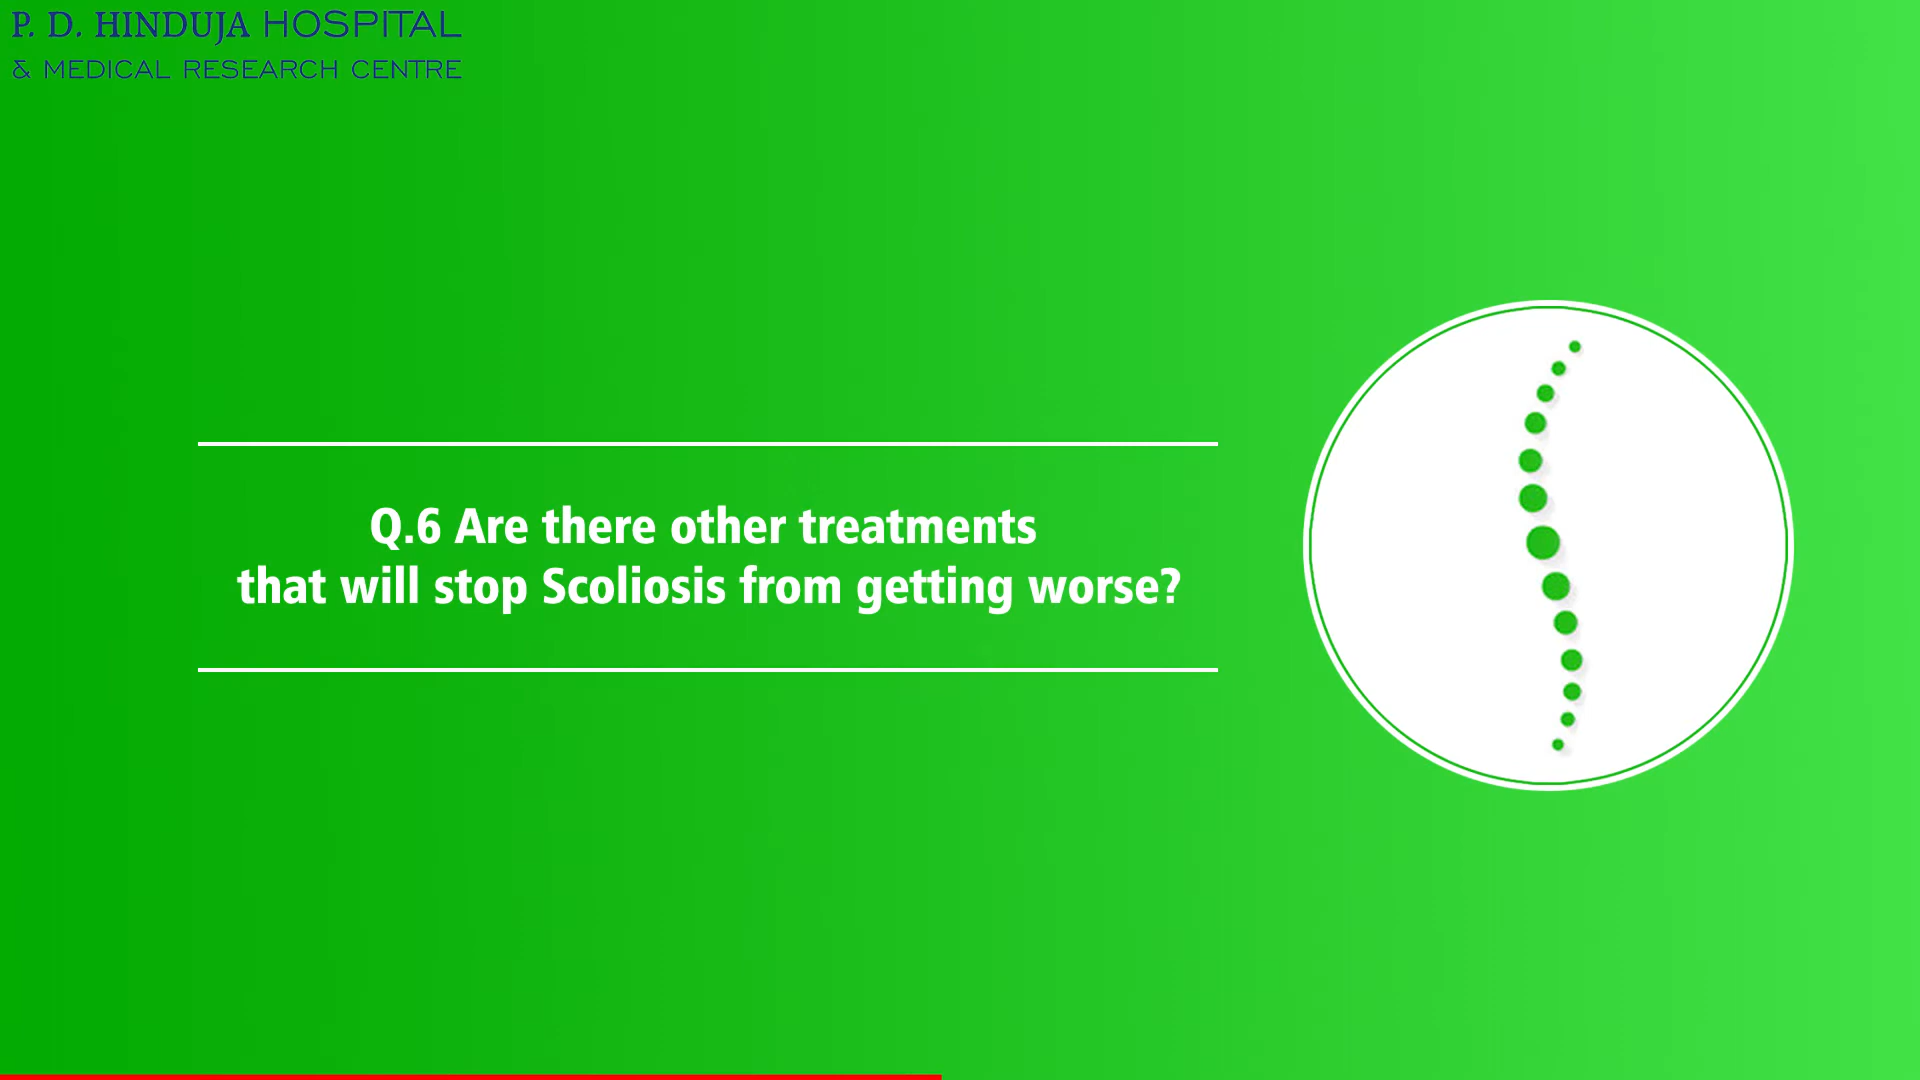 P. D. HINDUJA HOSPITAL
& MEDICAL RESEARCH CENTRE
Q.6 Are there other treatments
that will stop Scoliosis from getting worse?